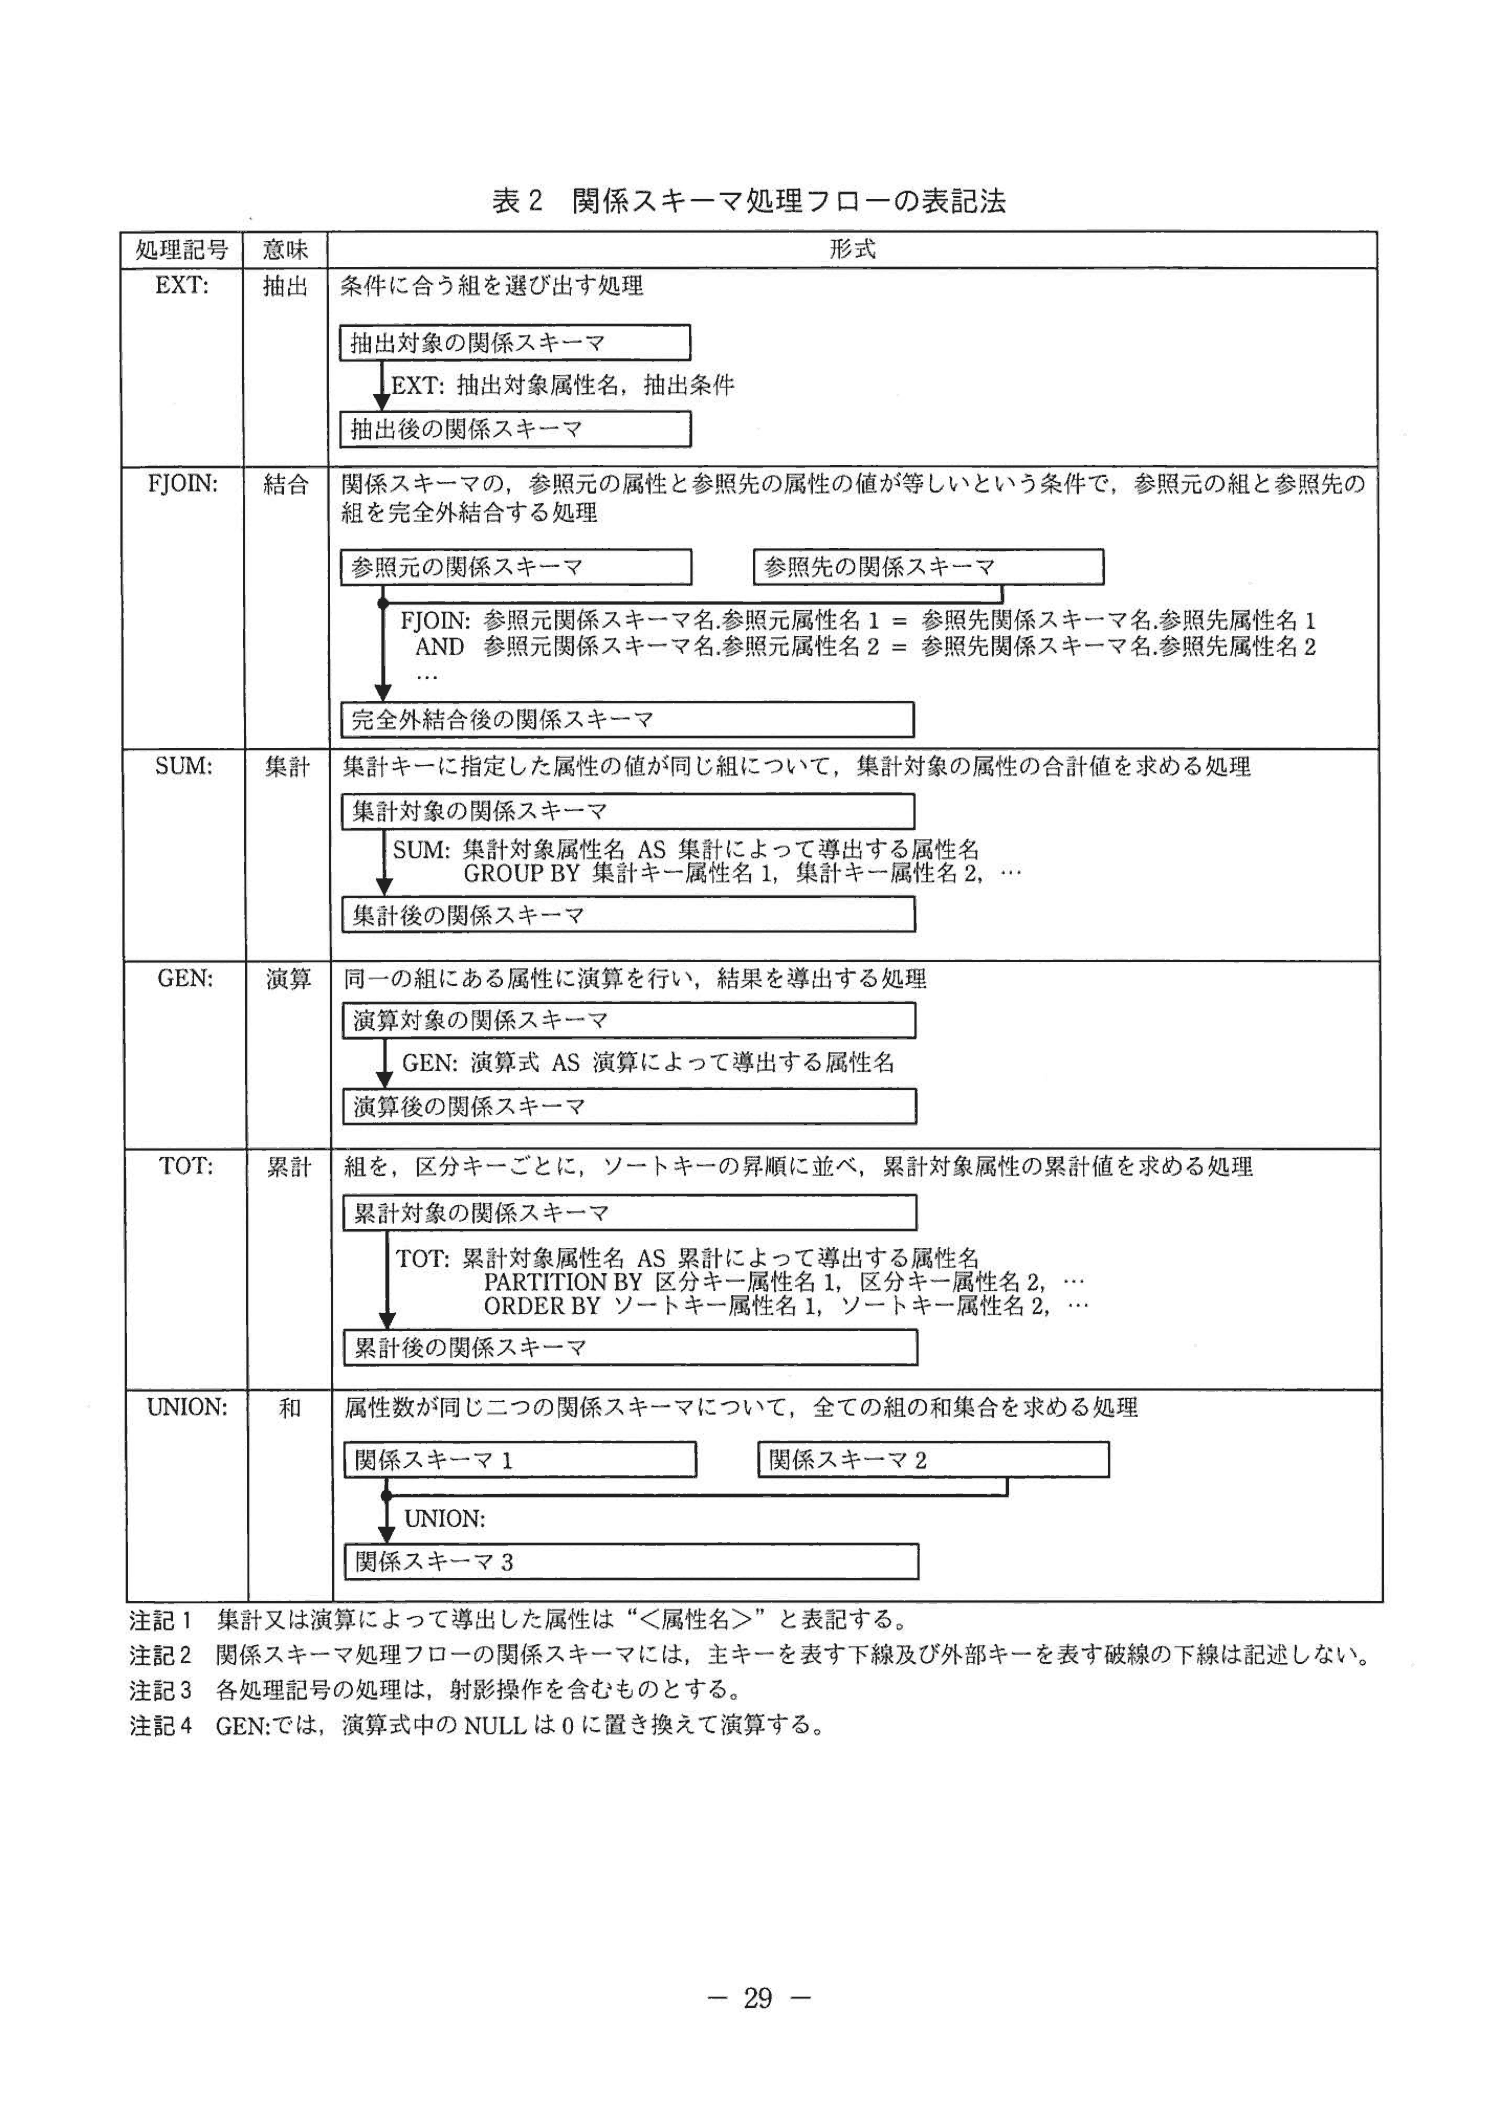 表 2　関係スキーマ処理フローの表記法
処理記号　意味　形式
EXT:　抽出　条件に合う組を選び出す処理
抽出対象の関係スキーマ
EXT: 抽出対象属性名，抽出条件
抽出後の関係スキーマ
FJOIN:　結合　関係スキーマの，参照元の属性と参照先の属性の値が等しいという条件で，参照元の組と参照先の
組を完全外結合する処理
参照元の関係スキーマ　参照先の関係スキーマ
FJOIN: 参照元関係スキーマ名.参照元属性名 1 = 参照先関係スキーマ名.参照先属性名 1
AND 参照元関係スキーマ名.参照元属性名 2 = 参照先関係スキーマ名.参照先属性名 2
…
完全外結合後の関係スキーマ
SUM:　集計　集計キーに指定した属性の値が同じ組について，集計対象の属性の合計値を求める処理
集計対象の関係スキーマ
SUM: 集計対象属性名 AS 集計によって導出する属性名
GROUP BY 集計キー属性名 1，集計キー属性名 2，…
集計後の関係スキーマ
GEN:　演算　同一の組にある属性に演算を行い，結果を導出する処理
演算対象の関係スキーマ
GEN: 演算式 AS 演算によって導出する属性名
演算後の関係スキーマ
TOT:　累計　組を，区分キーごとに，ソートキーの昇順に並べ，累計対象属性の累計値を求める処理
累計対象の関係スキーマ
TOT: 累計対象属性名 AS 累計によって導出する属性名
PARTITION BY 区分キー属性名 1，区分キー属性名 2，…
ORDER BY ソートキー属性名 1，ソートキー属性名 2，…
累計後の関係スキーマ
UNION:　和　属性数が同じ二つの関係スキーマについて，全ての組の和集合を求める処理
関係スキーマ 1　関係スキーマ 2
UNION:
関係スキーマ 3
注記 1　集計又は演算によって導出した属性は “＜属性名＞” と表記する。
注記 2　関係スキーマ処理フローの関係スキーマには，主キーを表す下線及び外部キーを表す破線の下線は記述しない。
注記 3　各処理記号の処理は，射影操作を含むものとする。
注記 4　GEN:では，演算式中の NULL は 0 に置き換えて演算する。
－ 29 －